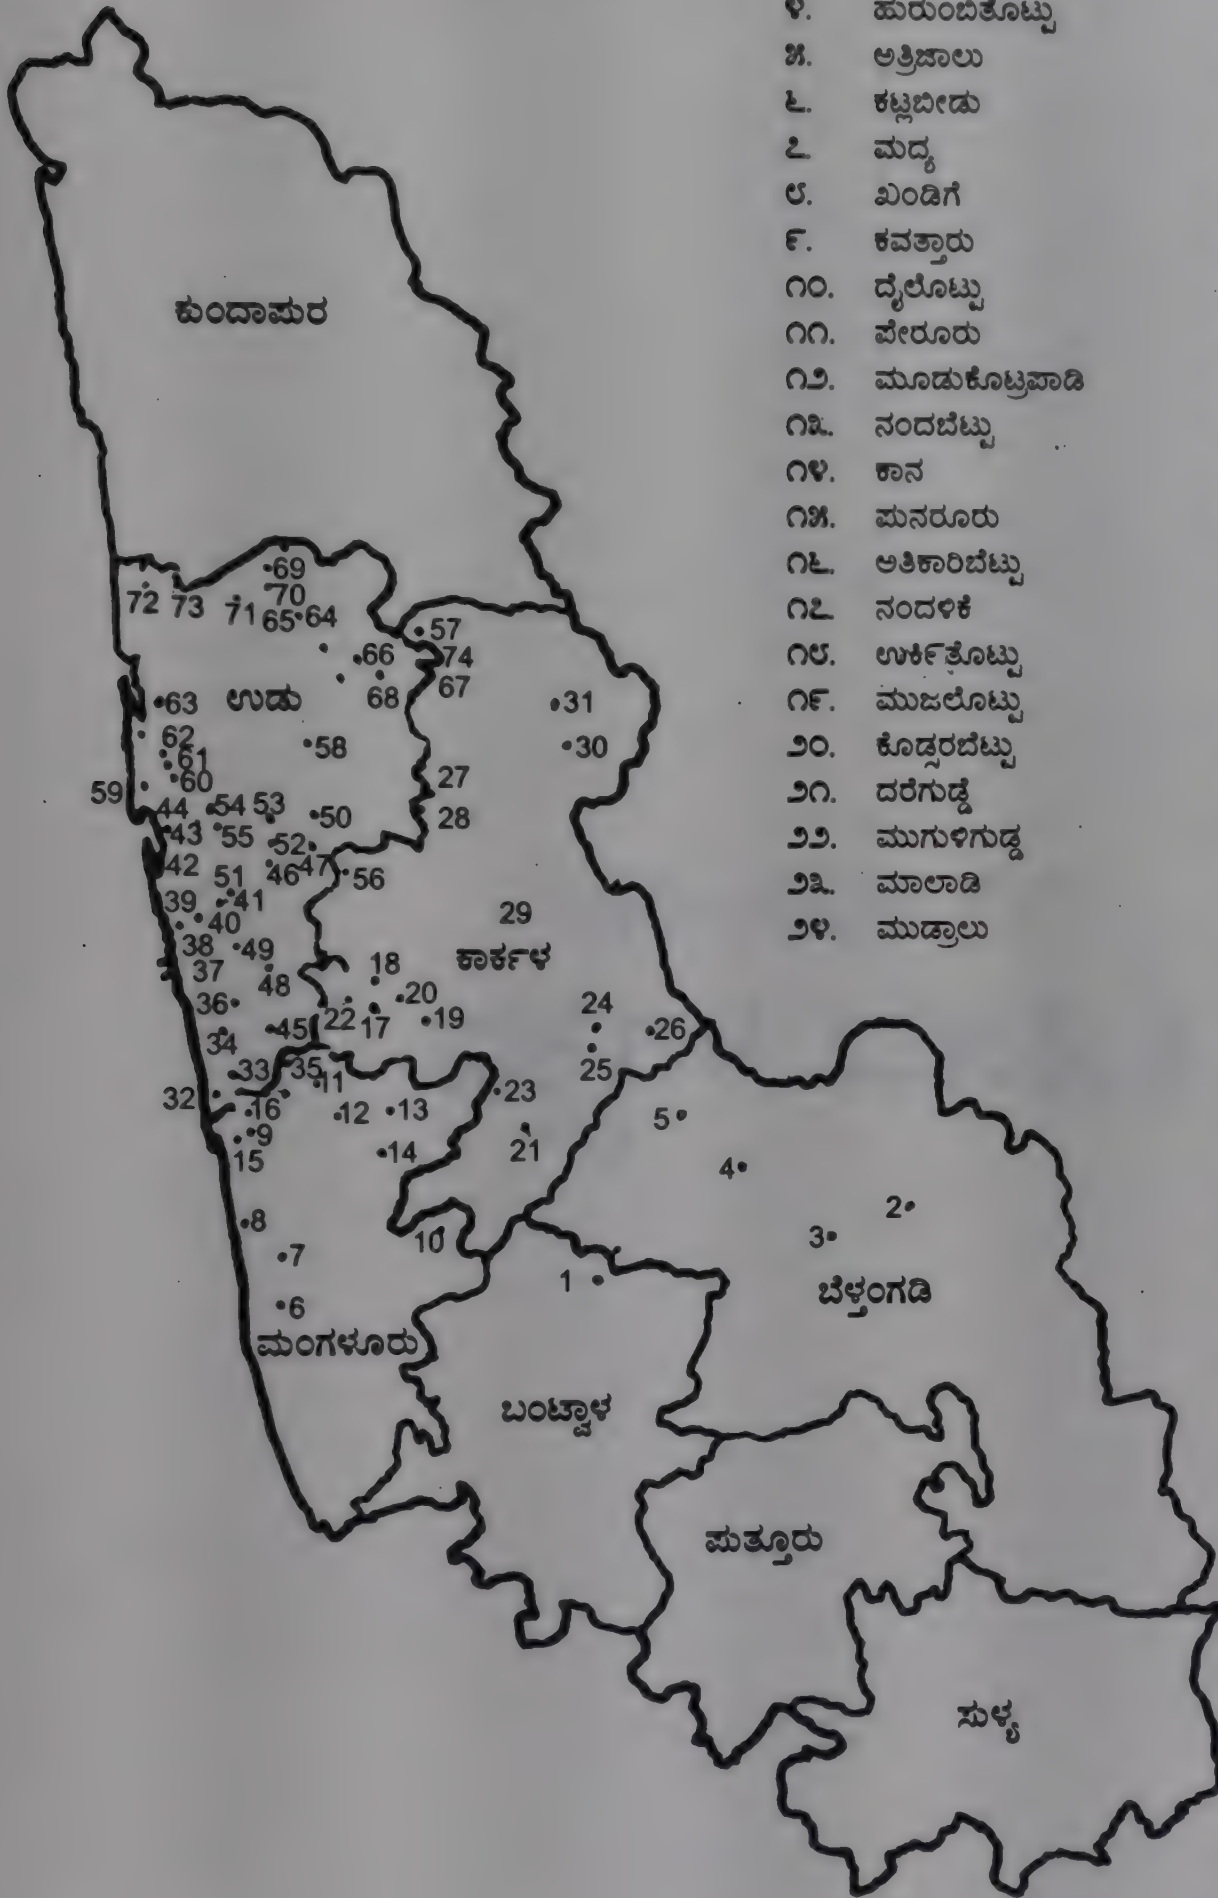 ೪. ಹುರುಂಬಿತೊಟ್ಟು
೫. ಅತ್ರಿಜಾಲು
೬. ಕಟ್ಲಬೀಡು
೭ ಮದ್ಯ
೮. ಖಂಡಿಗೆ
೯. ಕವತ್ತಾರು
೧೦. ದೈಲೊಟ್ಟು
೧೧. ಪೇರೂರು
೧೨. ಮೂಡುಕೊಟ್ರಪಾಡಿ
೧೩. ನಂದಬೆಟ್ಟು
೧೪. ಕಾನ
೧೫. ಪುನರೂರು
೧೬. ಅತಿಕಾರಿಬೆಟ್ಟು
೧೭ ನಂದಳಿಕೆ
೧೮. ಉರ್ಕಿತೊಟ್ಟು
೧೯. ಮುಜಲೊಟ್ಟು
೨೦. ಕೊಡ್ಸರಬೆಟ್ಟು
೨೧. ದರೆಗುಡ್ಡೆ
೨೨. ಮುಗುಳಿಗುಡ್ಡ
೨೩. ಮಾಲಾಡಿ
೨೪. ಮುಡ್ರಾಲು
ಕುಂದಾಪುರ
69
70
72 73 71 65 64
57
66 74
68 67
63 ಉಡು 31
62 58 30
61
60 27
59
44 54 53 50 28
43 55 52
42 51 46 47 56
39 41 29
40
38 49 ಕಾರ್ಕಳ
37 48 18
36 22 17 20 19 24 26
34 45
33 35 11 25
32 16 12 13 23 5
9
15 14 21 4
8 10 2
7 3
1 ಬೆಳ್ತಂಗಡಿ
6
ಮಂಗಳೂರು
ಬಂಟ್ವಾಳ
ಪುತ್ತೂರು
ಸುಳ್ಯ